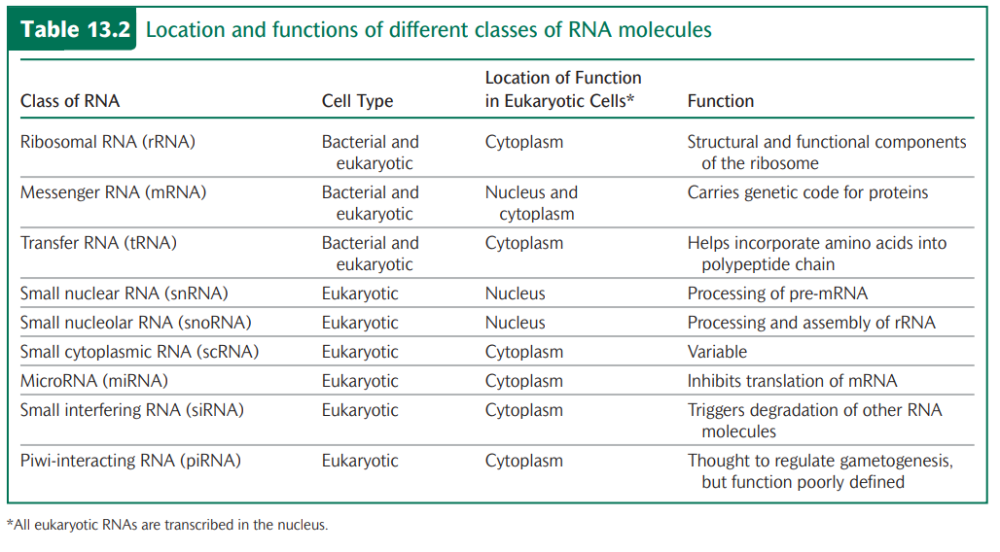 Table 13.2 Location and functions of different classes of RNA molecules
Location of Function
Class of RNA Cell Type in Eukaryotic Cells* Function
Ribosomal RNA (rRNA) Bacterial and Cytoplasm Structural and functional components
eukaryotic of the ribosome
Messenger RNA (mRNA) Bacterial and Nucleus and Carries genetic code for proteins
eukaryotic cytoplasm
Transfer RNA (tRNA) Bacterial and Cytoplasm Helps incorporate amino acids into
eukaryotic polypeptide chain
Small nuclear RNA (snRNA) Eukaryotic Nucleus Processing of pre-mRNA
Small nucleolar RNA (snoRNA) Eukaryotic Nucleus Processing and assembly of rRNA
Small cytoplasmic RNA (scRNA) Eukaryotic Cytoplasm Variable
MicroRNA (miRNA) Eukaryotic Cytoplasm Inhibits translation of mRNA
Small interfering RNA (siRNA) Eukaryotic Cytoplasm Triggers degradation of other RNA
molecules
Piwi-interacting RNA (piRNA) Eukaryotic Cytoplasm Thought to regulate gametogenesis,
but function poorly defined
*All eukaryotic RNAs are transcribed in the nucleus.